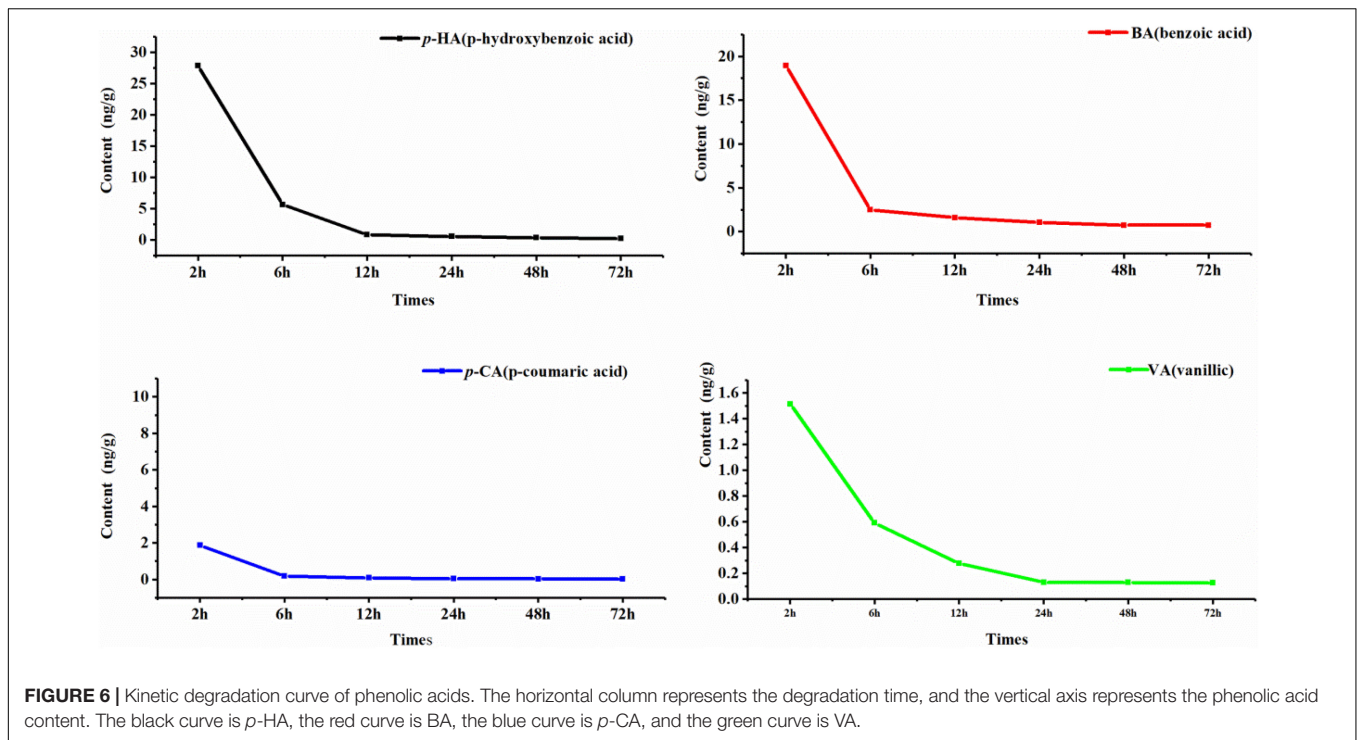 p-HA(p-hydroxybenzoic acid)
30
25
20
15
10
5
0
Content (ng/g)
2h 6h 12h 24h 48h 72h
Times
BA(benzoic acid)
20
15
10
5
0
Content (ng/g)
2h 6h 12h 24h 48h 72h
Times
p-CA(p-coumaric acid)
10
8
6
4
2
0
Content (ng/g)
2h 6h 12h 24h 48h 72h
Times
VA(vanillic)
1.6
1.4
1.2
1.0
0.8
0.6
0.4
0.2
0.0
Content (ng/g)
2h 6h 12h 24h 48h 72h
Times
FIGURE 6 | Kinetic degradation curve of phenolic acids. The horizontal column represents the degradation time, and the vertical axis represents the phenolic acid
content. The black curve is p-HA, the red curve is BA, the blue curve is p-CA, and the green curve is VA.